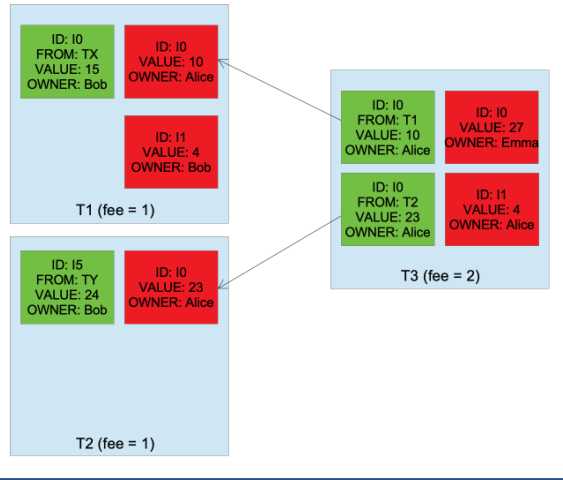 ID: I0
FROM: TX
VALUE: 15
OWNER: Bob
ID: I0
VALUE: 10
OWNER: Alice
ID: I1
VALUE: 4
OWNER: Bob
T1 (fee = 1)
ID: I5
FROM: TY
VALUE: 24
OWNER: Bob
ID: I0
VALUE: 23
OWNER: Alice
T2 (fee = 1)
ID: I0
FROM: T1
VALUE: 10
OWNER: Alice
ID: I0
VALUE: 27
OWNER: Emma
ID: I0
FROM: T2
VALUE: 23
OWNER: Alice
ID: I1
VALUE: 4
OWNER: Alice
T3 (fee = 2)